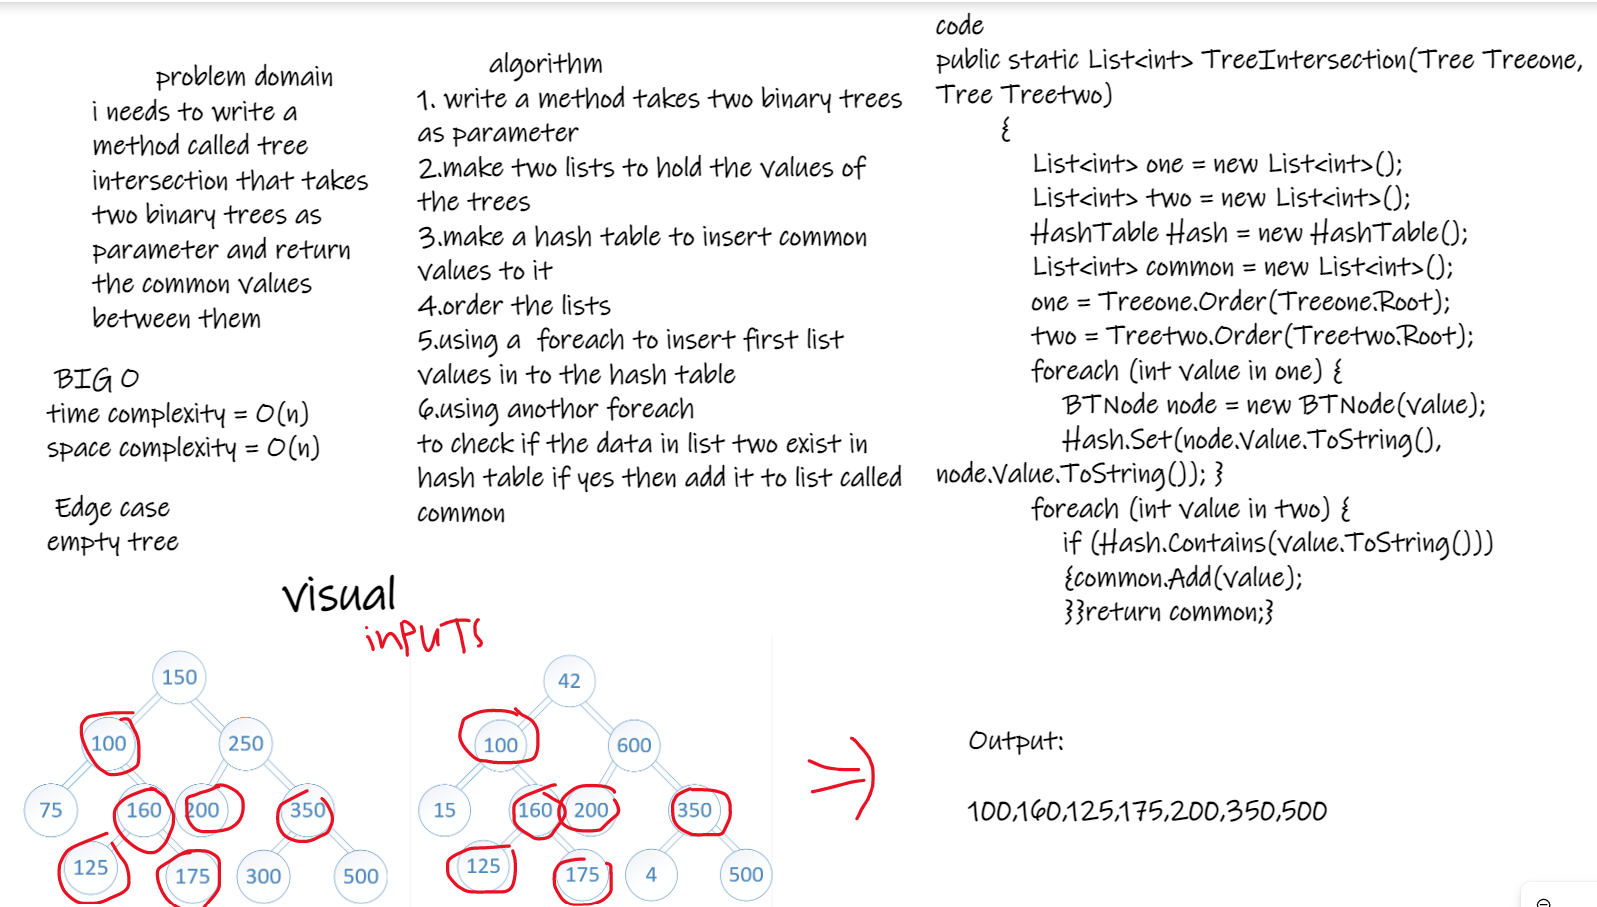 problem domain
i needs to write a
method called tree
intersection that takes
two binary trees as
parameter and return
the common values
between them
BIG O
time complexity = O(n)
space complexity = O(n)
Edge case
empty tree
algorithm
1. write a method takes two binary trees
as parameter
2.make two lists to hold the values of
the trees
3.make a hash table to insert common
values to it
4.order the lists
5.using a foreach to insert first list
values in to the hash table
6.using anothor foreach
to check if the data in list two exist in
hash table if yes then add it to list called
common
code
public static List<int> TreeIntersection(Tree Treeone,
Tree Treetwo)
{
List<int> one = new List<int>();
List<int> two = new List<int>();
HashTable Hash = new HashTable();
List<int> common = new List<int>();
one = Treeone.Order(Treeone.Root);
two = Treetwo.Order(Treetwo.Root);
foreach (int value in one) {
BTNode node = new BTNode(value);
Hash.Set(node.Value.ToString(),
node.Value.ToString()); }
foreach (int value in two) {
if (Hash.Contains(value.ToString()))
{common.Add(value);
}}return common;}
visual
inPUTS
150
100 250
75 160 200 350
125 175 300 500
42
100 600
15 160 200 350
125 175 4 500
Output:
100,160,125,175,200,350,500